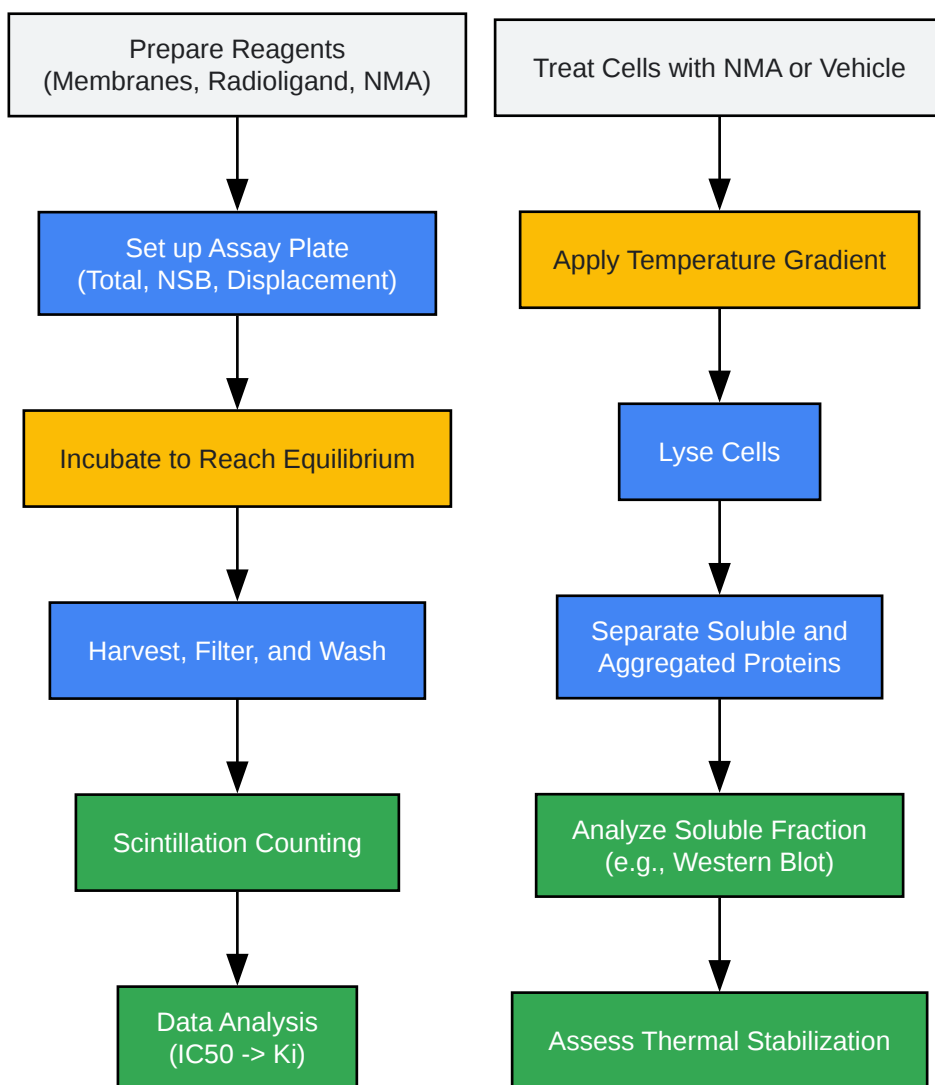 Prepare Reagents
(Membranes, Radioligand, NMA)
Set up Assay Plate
(Total, NSB, Displacement)
Incubate to Reach Equilibrium
Harvest, Filter, and Wash
Scintillation Counting
Data Analysis
(IC50 -> Ki)
Treat Cells with NMA or Vehicle
Apply Temperature Gradient
Lyse Cells
Separate Soluble and
Aggregated Proteins
Analyze Soluble Fraction
(e.g., Western Blot)
Assess Thermal Stabilization